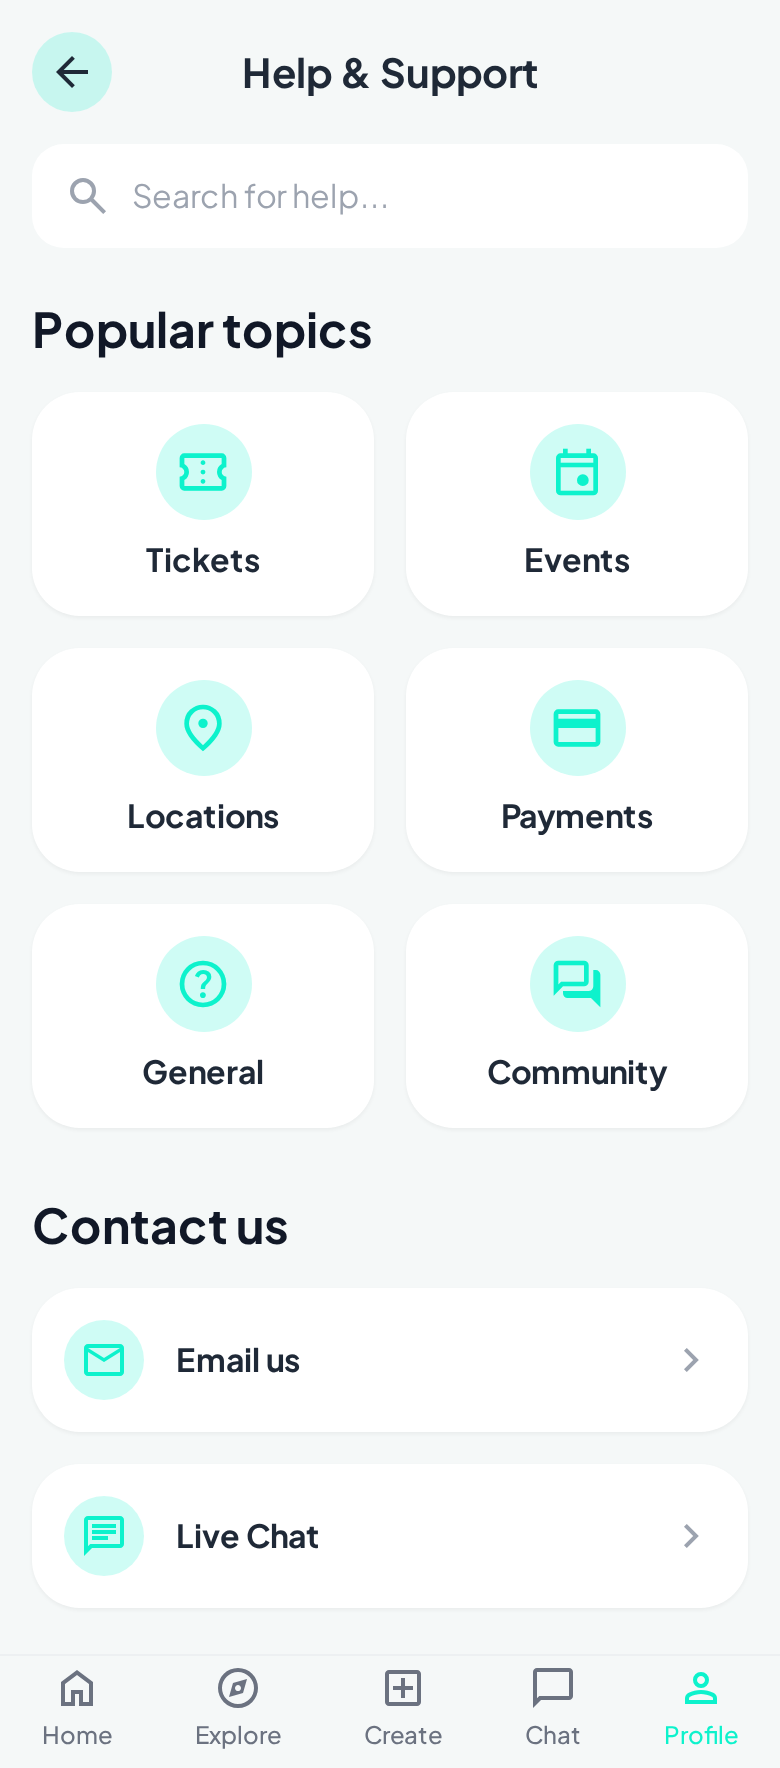 Help & Support
Search for help...
Popular topics
Tickets
Events
Locations
Payments
General
Community
Contact us
Email us
Live Chat
Home
Explore
Create
Chat
Profile